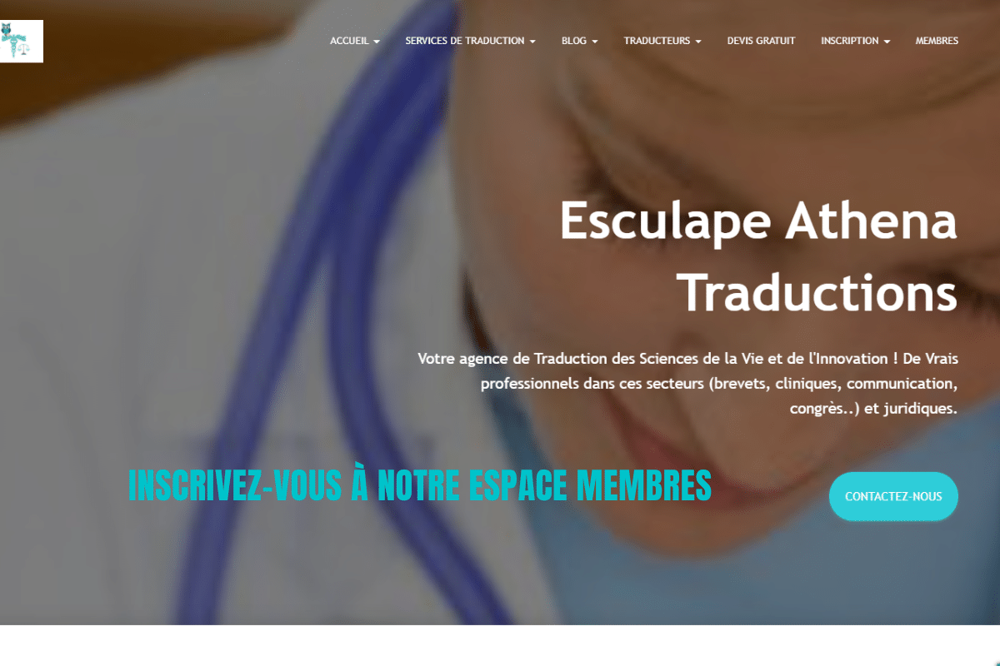 ACCUEIL SERVICES DE TRADUCTION BLOG TRADUCTEURS DEVIS GRATUIT INSCRIPTION MEMBRES
Esculape Athena
Traductions
Votre agence de Traduction des Sciences de la Vie et de l'Innovation ! De Vrais
professionnels dans ces secteurs (brevets, cliniques, communication,
congrès..) et juridiques.
INSCRIVEZ-VOUS À NOTRE ESPACE MEMBRES
CONTACTEZ-NOUS